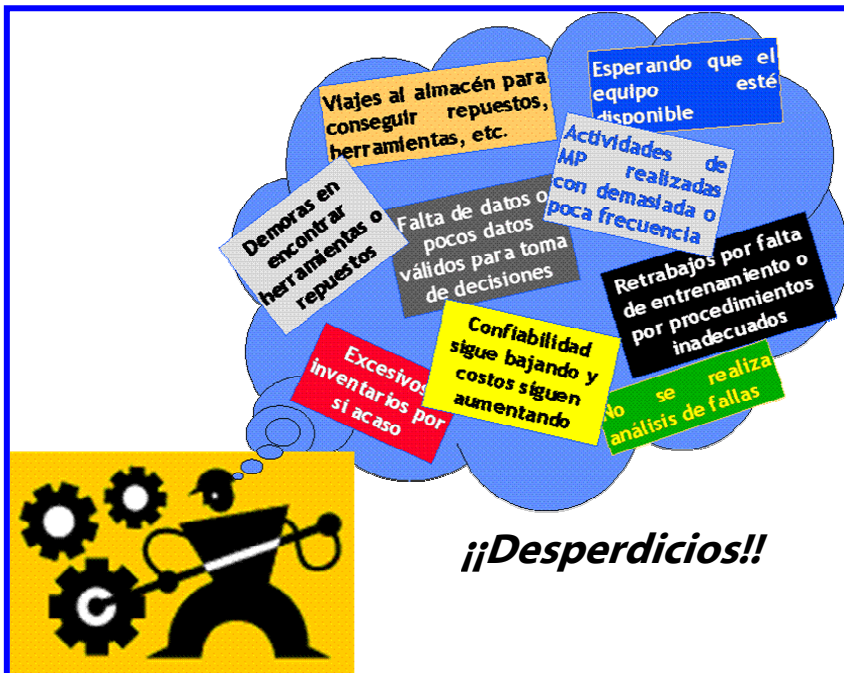 Viajes al almacén para
conseguir repuestos,
herramientas, etc.
Esperando que el
equipo esté
disponible
Actividades de
MP realizadas
con demasiada o
poca frecuencia
Demoras en
encontrar
herramientas o
repuestos
Falta de datos o
pocos datos
válidos para toma
de decisiones
Retrabajos por falta
de entrenamiento o
por procedimientos
inadecuados
Excesivos
inventarios por
si acaso
Confiabilidad
sigue bajando y
costos siguen
aumentando
No se realiza
análisis de fallas
¡¡Desperdicios!!